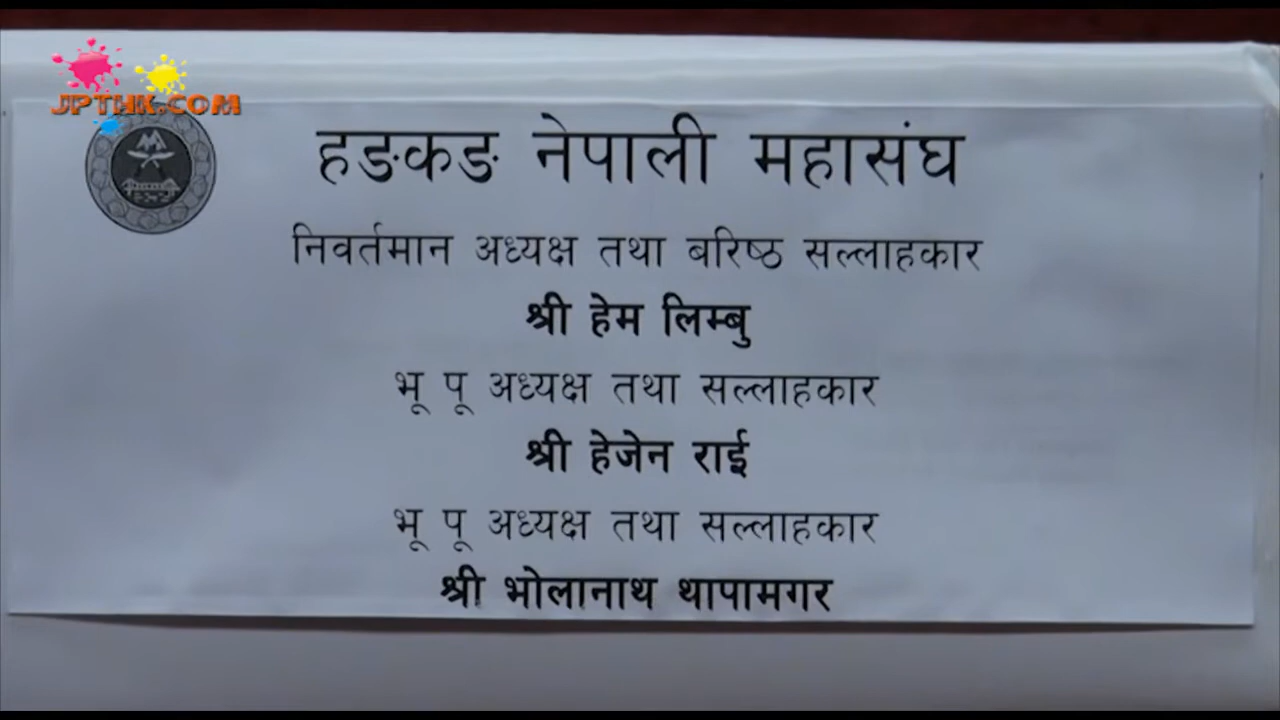 JPTHK.COM
हङकङ नेपाली महासंघ
निवर्तमान अध्यक्ष तथा बरिष्ठ सल्लाहकार
श्री हेम लिम्बु
भू पू अध्यक्ष तथा सल्लाहकार
श्री हेजेन राई
भू पू अध्यक्ष तथा सल्लाहकार
श्री भोलानाथ थापामगर